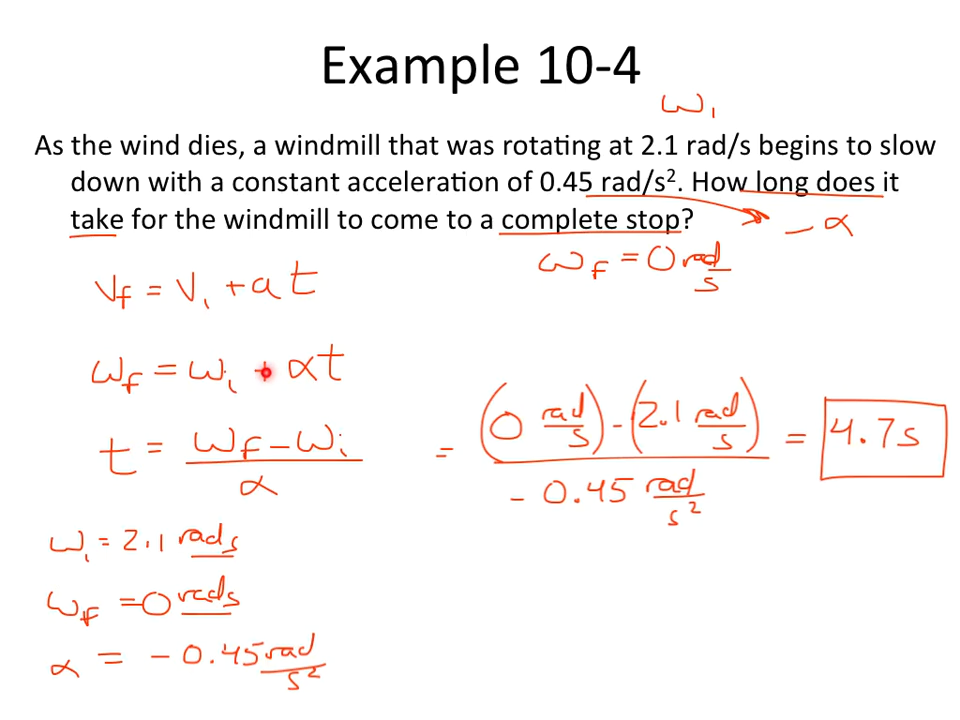 Example 10-4
ωi
As the wind dies, a windmill that was rotating at 2.1 rad/s begins to slow
down with a constant acceleration of 0.45 rad/s². How long does it
take for the windmill to come to a complete stop?
- α
ωF = 0 rad/s
Vf = Vi + a t
ωf = ωi + αt
t = (ωF - ωi)/α = ((0 rad/s) - (2.1 rad/s))/(- 0.45 rad/s²) = 4.7s
ωi = 2.1 rads
ωF = 0 rads
α = - 0.45 rad/s²